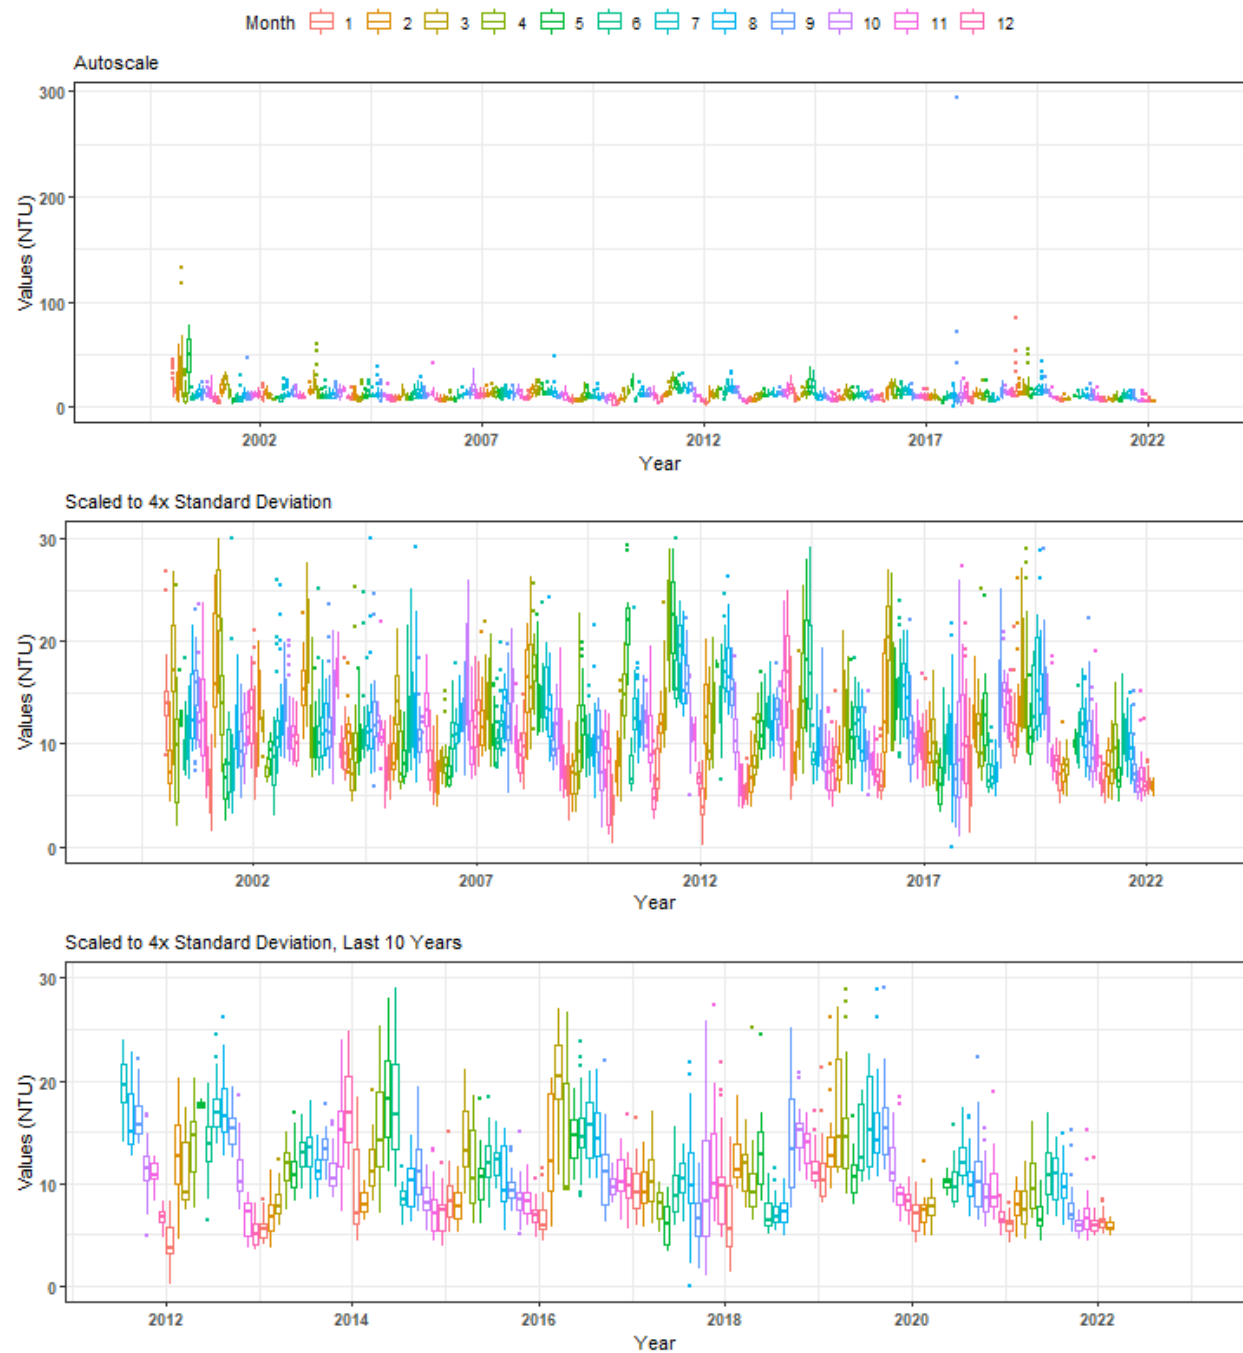 Month 1 2 3 4 5 6 7 8 9 10 11 12
Autoscale
300
200
100
0
Values (NTU)
2002 2007 2012 2017 2022
Year
Scaled to 4x Standard Deviation
30
20
10
0
Values (NTU)
2002 2007 2012 2017 2022
Year
Scaled to 4x Standard Deviation, Last 10 Years
30
20
10
0
Values (NTU)
2012 2014 2016 2018 2020 2022
Year